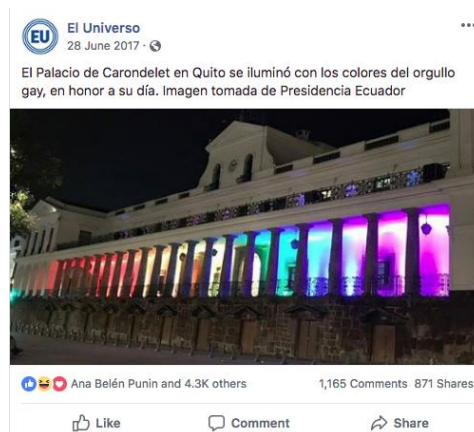 EU
El Universo
28 June 2017 ·
El Palacio de Carondelet en Quito se iluminó con los colores del orgullo
gay, en honor a su día. Imagen tomada de Presidencia Ecuador
Ana Belén Punin and 4.3K others 1,165 Comments 871 Shares
Like Comment Share